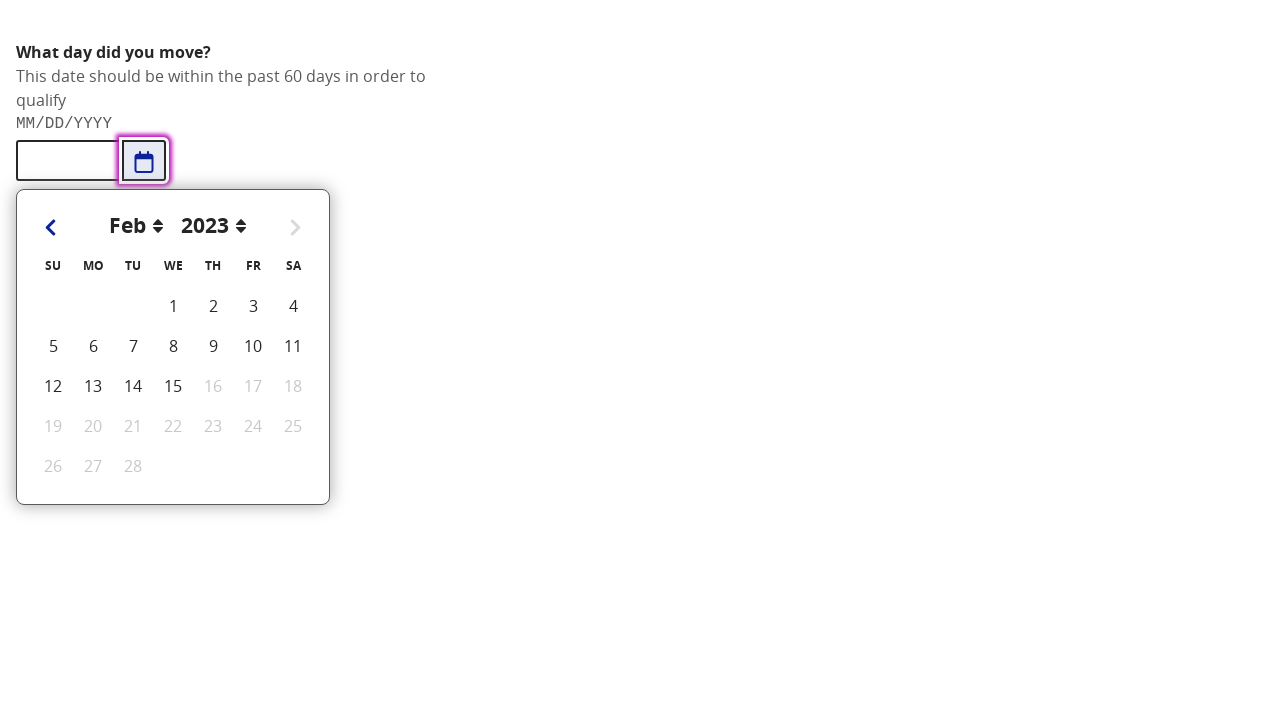 What day did you move?
This date should be within the past 60 days in order to
qualify
MM/DD/YYYY
Feb 2023
SU MO TU WE TH FR SA
1 2 3 4
5 6 7 8 9 10 11
12 13 14 15 16 17 18
19 20 21 22 23 24 25
26 27 28